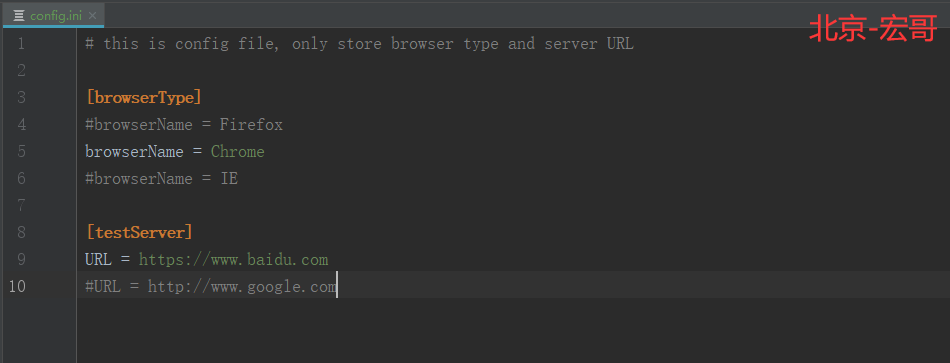 config.ini
北京-宏哥
1 # this is config file, only store browser type and server URL
2
3 [browserType]
4 #browserName = Firefox
5 browserName = Chrome
6 #browserName = IE
7
8 [testServer]
9 URL = https://www.baidu.com
10 #URL = http://www.google.com